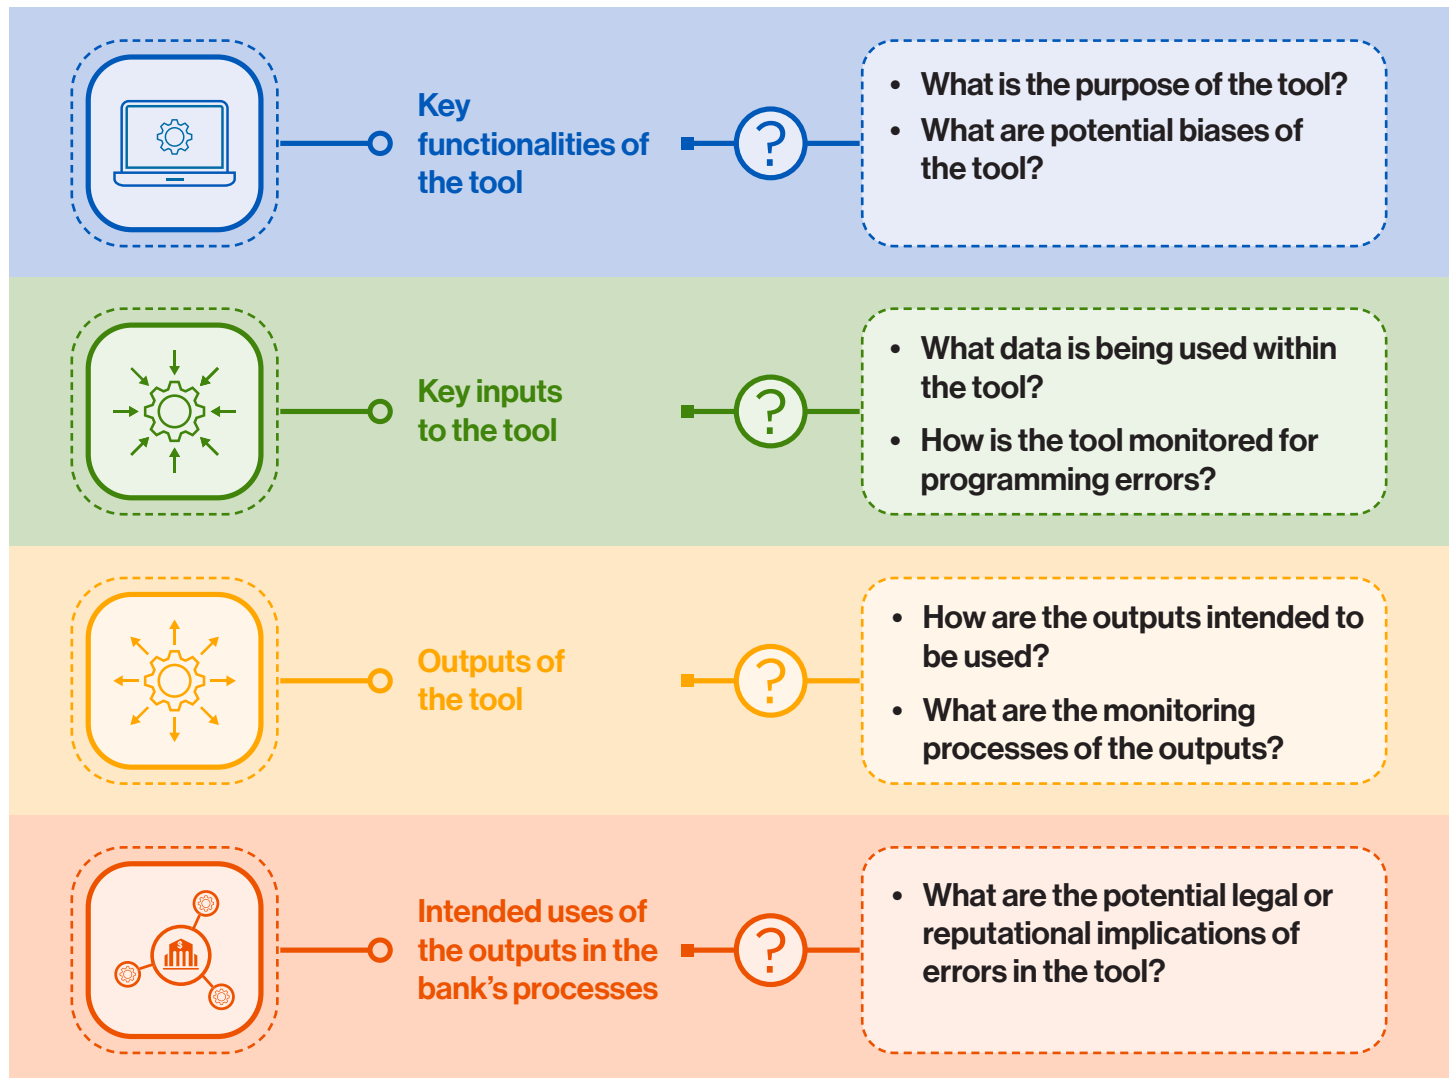 Key
functionalities of
the tool
?
• What is the purpose of the tool?
• What are potential biases of
the tool?
Key inputs
to the tool
?
• What data is being used within
the tool?
• How is the tool monitored for
programming errors?
Outputs of
the tool
?
• How are the outputs intended to
be used?
• What are the monitoring
processes of the outputs?
$
Intended uses of
the outputs in the
bank’s processes
?
• What are the potential legal or
reputational implications of
errors in the tool?